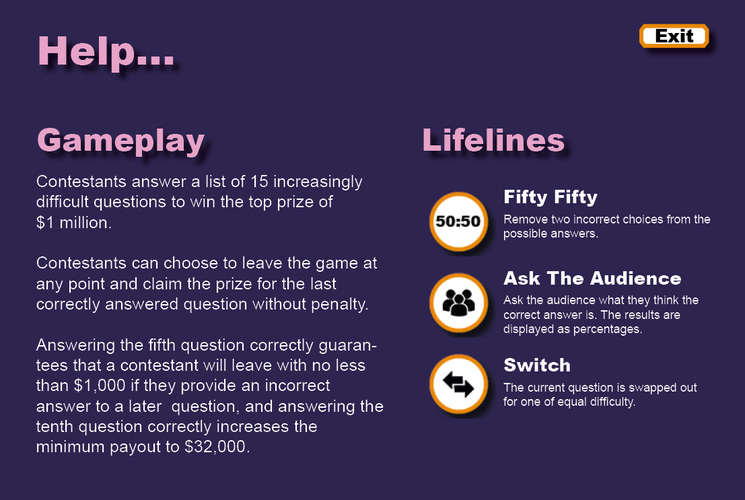 Help...
Exit
Gameplay
Contestants answer a list of 15 increasingly
difficult questions to win the top prize of
$1 million.
Contestants can choose to leave the game at
any point and claim the prize for the last
correctly answered question without penalty.
Answering the fifth question correctly guaran-
tees that a contestant will leave with no less
than $1,000 if they provide an incorrect
answer to a later  question, and answering the
tenth question correctly increases the
minimum payout to $32,000.
Lifelines
50:50
Fifty Fifty
Remove two incorrect choices from the
possible answers.
Ask The Audience
Ask the audience what they think the
correct answer is. The results are
displayed as percentages.
Switch
The current question is swapped out
for one of equal difficulty.